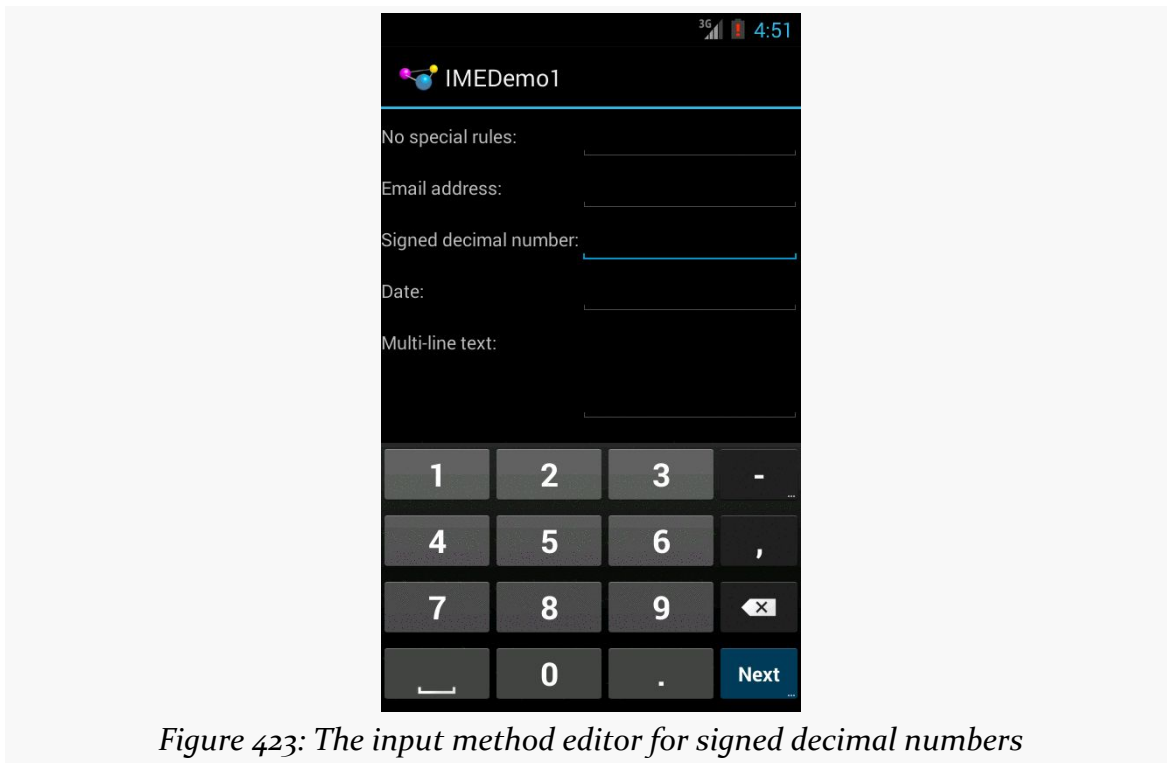 3G 4:51
IMEDemo1
No special rules:
Email address:
Signed decimal number:
Date:
Multi-line text:
1 2 3 -
4 5 6 ,
7 8 9
0 . Next
Figure 423: The input method editor for signed decimal numbers